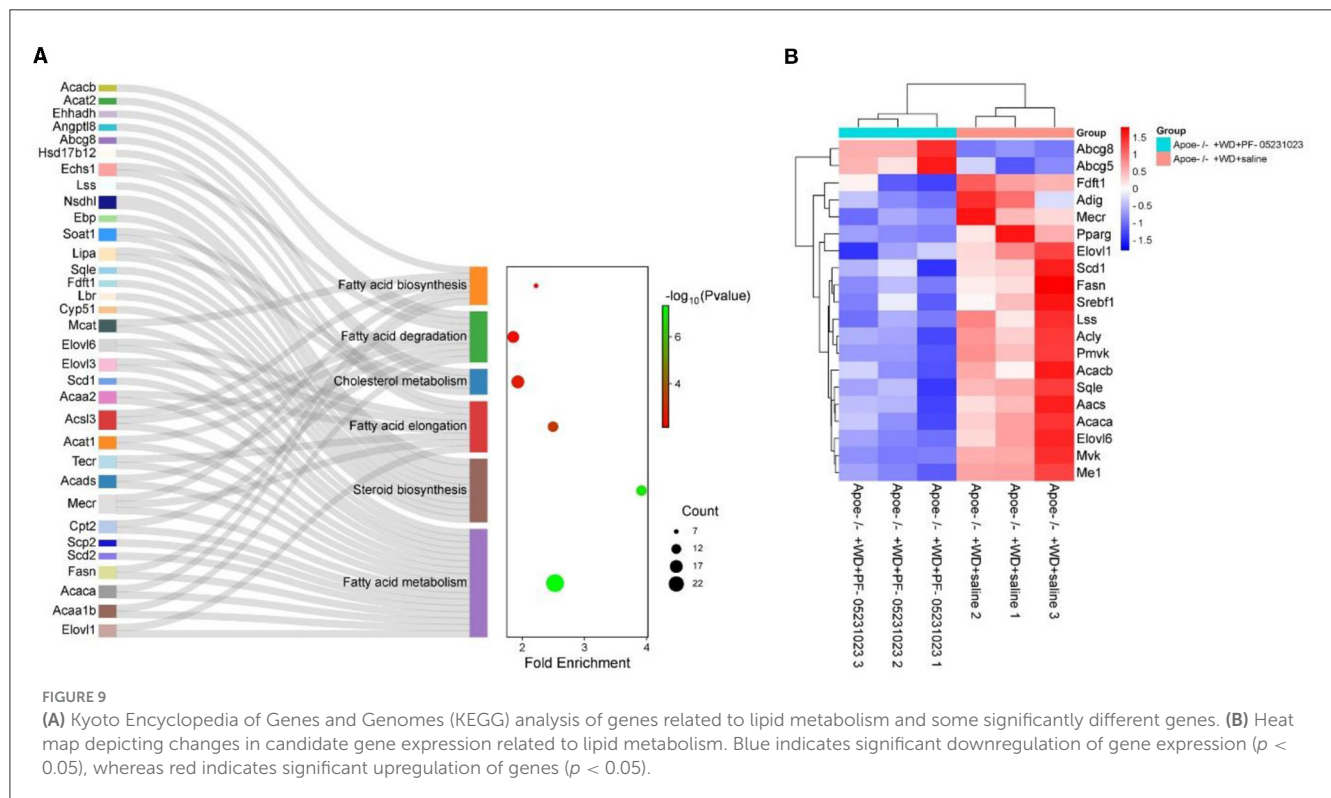 A
Acacb
Acat2
Ehhadh
Angptl8
Abcg8
Hsd17b12
Echs1
Lss
Nsdhl
Ebp
Soat1
Lipa
Sqle
Fdft1
Lbr
Cyp51
Mcat
Elovl6
Elovl3
Scd1
Acaa2
Acsl3
Acat1
Tecr
Acads
Mecr
Cpt2
Scp2
Scd2
Fasn
Acaca
Acaa1b
Elovl1
Fatty acid biosynthesis
Fatty acid degradation
Cholesterol metabolism
Fatty acid elongation
Steroid biosynthesis
Fatty acid metabolism
2
3
4
Fold Enrichment
-log10(Pvalue)
6
4
Count
7
12
17
22
B
Group
Abcg8
Abcg5
Fdft1
Adig
Mecr
Pparg
Elovl1
Scd1
Fasn
Srebf1
Lss
Acly
Pmvk
Acacb
Sqle
Aacs
Acaca
Elovl6
Mvk
Me1
Apoe- /- +WD+PF- 05231023 3
Apoe- /- +WD+PF- 05231023 2
Apoe- /- +WD+PF- 05231023 1
Apoe- /- +WD+saline 2
Apoe- /- +WD+saline 1
Apoe- /- +WD+saline 3
1.5
1
0.5
0
- 0.5
- 1
- 1.5
Group
Apoe- /- +WD+PF- 05231023
Apoe- /- +WD+saline
FIGURE 9
(A) Kyoto Encyclopedia of Genes and Genomes (KEGG) analysis of genes related to lipid metabolism and some significantly different genes. (B) Heat
map depicting changes in candidate gene expression related to lipid metabolism. Blue indicates significant downregulation of gene expression (p <
0.05), whereas red indicates significant upregulation of genes (p < 0.05).